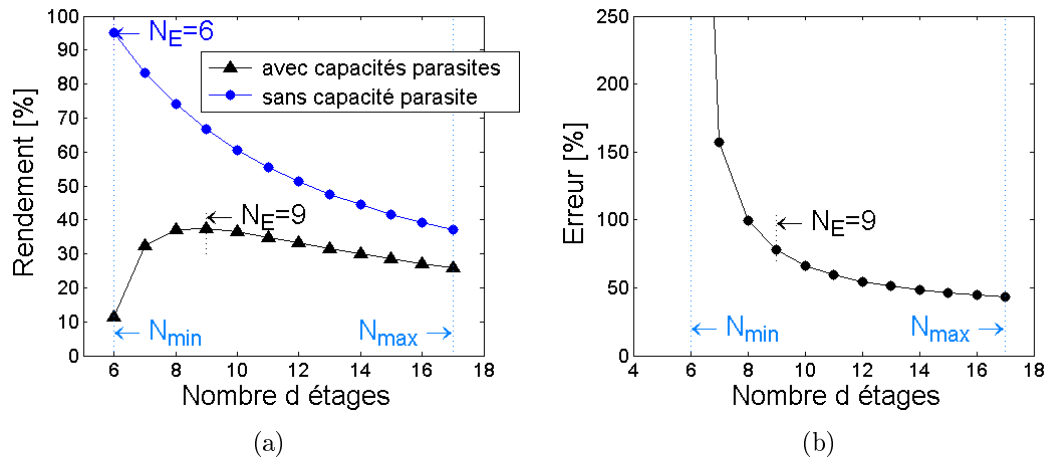 100
90
80
70
60
50
40
30
20
10
0
Rendement [%]
N_E=6
avec capacités parasites
sans capacité parasite
N_E=9
N_min
N_max
6 8 10 12 14 16 18
Nombre d étages
(a)
250
200
150
100
50
0
Erreur [%]
N_E=9
N_min
N_max
4 6 8 10 12 14 16 18
Nombre d étages
(b)